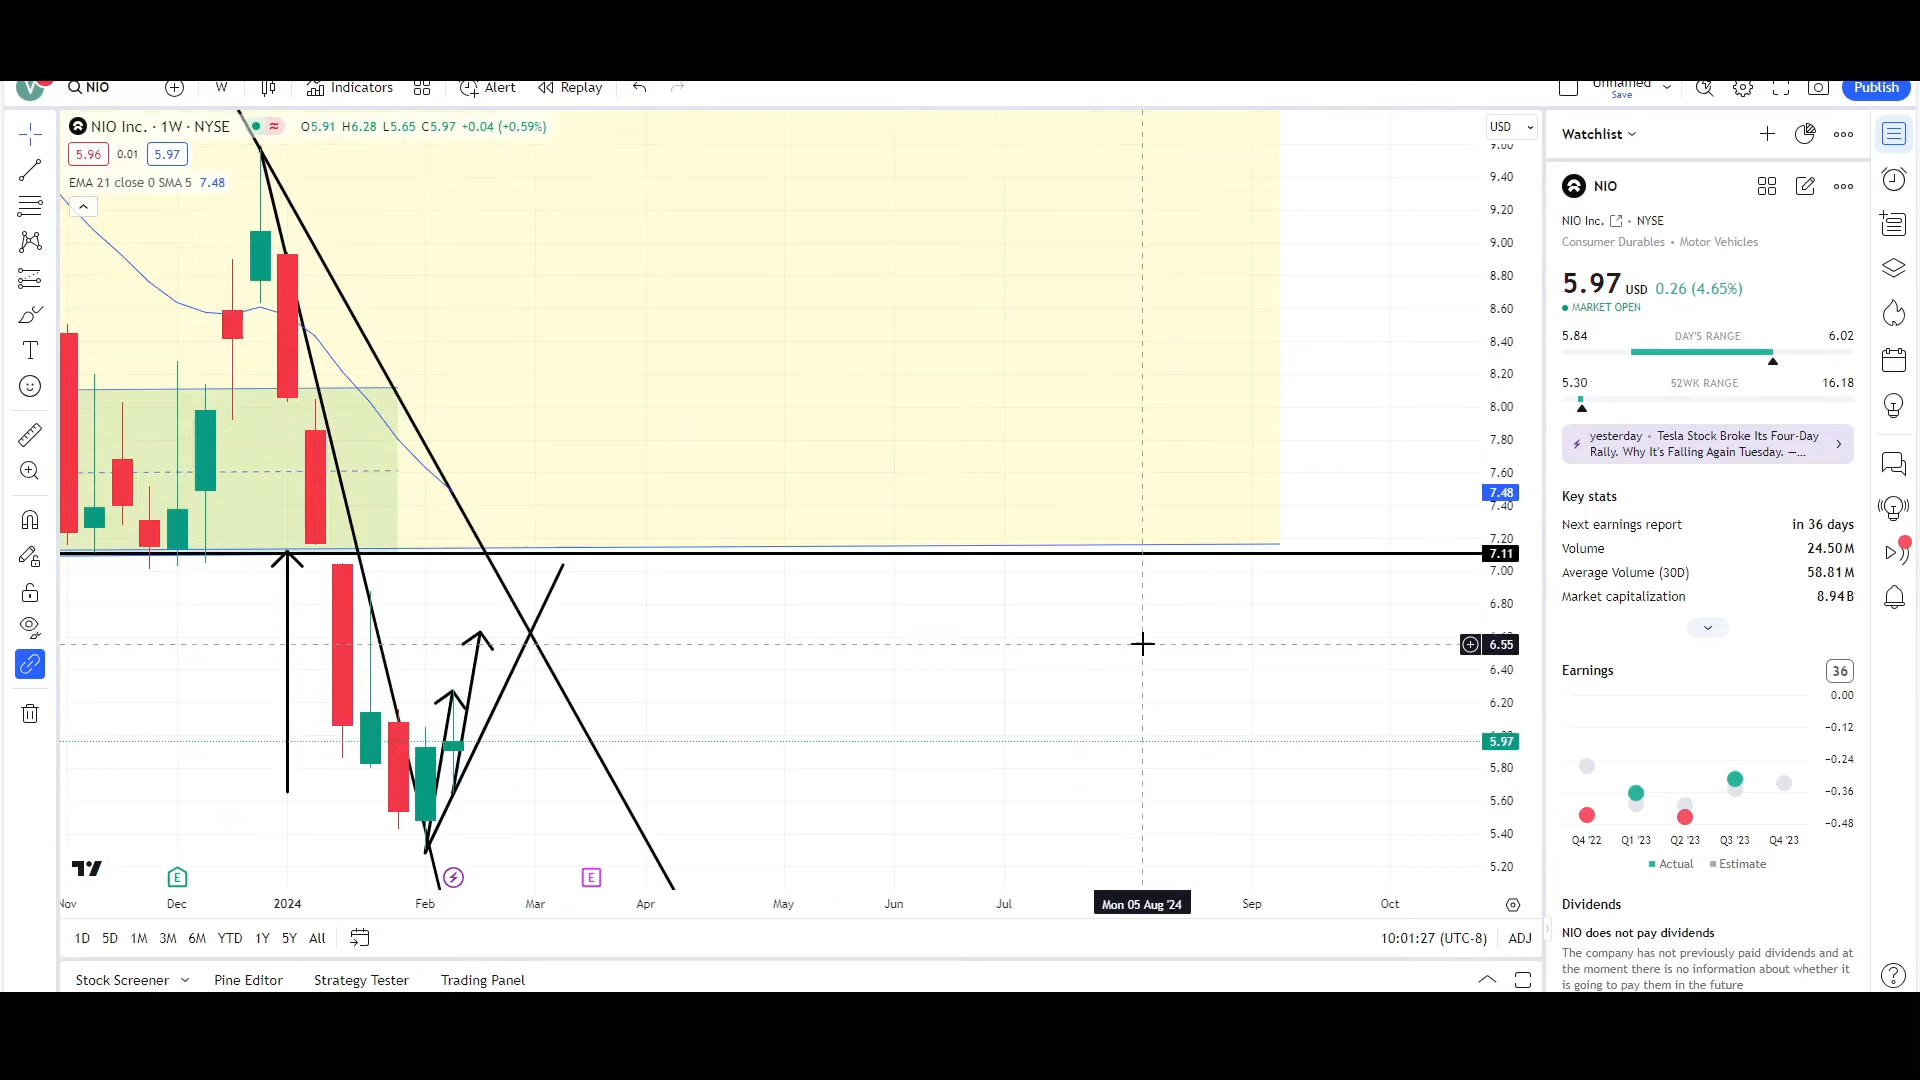 V
NIO
W
Indicators
Alert
Replay
Unnamed
Save
Publish
NIO Inc. · 1W · NYSE
O5.91 H6.28 L5.65 C5.97 +0.04 (+0.59%)
5.96 0.01 5.97
EMA 21 close 0 SMA 5 7.48
USD
9.60
9.40
9.20
9.00
8.80
8.60
8.40
8.20
8.00
7.80
7.60
7.48
7.40
7.20
7.11
7.00
6.80
6.55
6.40
6.20
5.97
5.80
5.60
5.40
5.20
E
E
Nov Dec 2024 Feb Mar Apr May Jun Jul Mon 05 Aug '24 Sep Oct
1D 5D 1M 3M 6M YTD 1Y 5Y All
10:01:27 (UTC-8) ADJ
Stock Screener Pine Editor Strategy Tester Trading Panel
Watchlist
NIO
NIO Inc. • NYSE
Consumer Durables • Motor Vehicles
5.97 USD 0.26 (4.65%)
MARKET OPEN
5.84 DAY'S RANGE 6.02
5.30 52WK RANGE 16.18
yesterday • Tesla Stock Broke Its Four-Day
Rally. Why It's Falling Again Tuesday. —...
Key stats
Next earnings report in 36 days
Volume 24.50M
Average Volume (30D) 58.81M
Market capitalization 8.94B
Earnings 36
0.00
−0.12
−0.24
−0.36
−0.48
Q4 '22 Q1 '23 Q2 '23 Q3 '23 Q4 '23
Actual Estimate
Dividends
NIO does not pay dividends
The company has not previously paid dividends and at
the moment there is no information about whether it
is going to pay them in the future